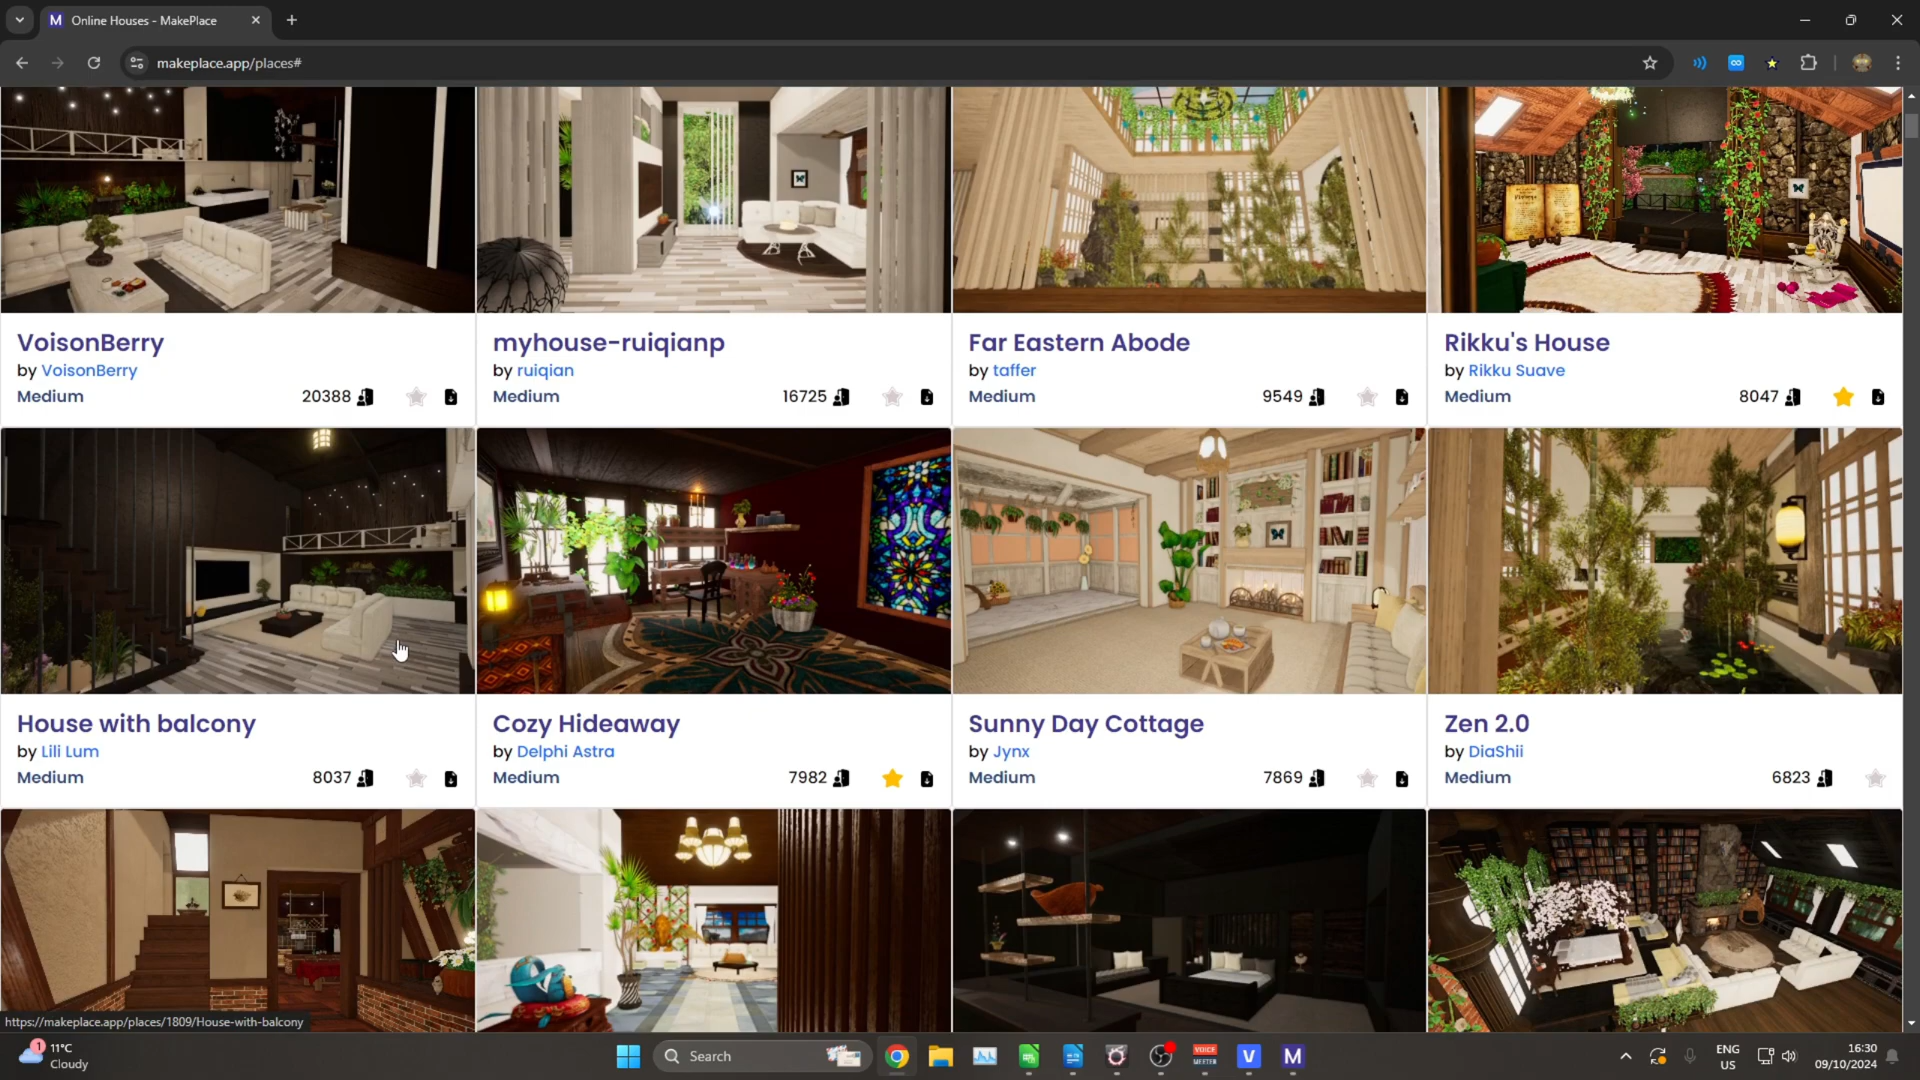 Online Houses - MakePlace
makeplace.app/places#
VoisonBerry
by VoisonBerry
Medium
20388
myhouse-ruiqianp
by ruiqian
Medium
16725
Far Eastern Abode
by taffer
Medium
9549
Rikku's House
by Rikku Suave
Medium
8047
House with balcony
by Lili Lum
Medium
8037
Cozy Hideaway
by Delphi Astra
Medium
7982
Sunny Day Cottage
by Jynx
Medium
7869
Zen 2.0
by DiaShii
Medium
6823
https://makeplace.app/places/1809/House-with-balcony
1
11°C
Cloudy
Search
VOICE
MEETER
V
M
ENG
US
16:30
09/10/2024